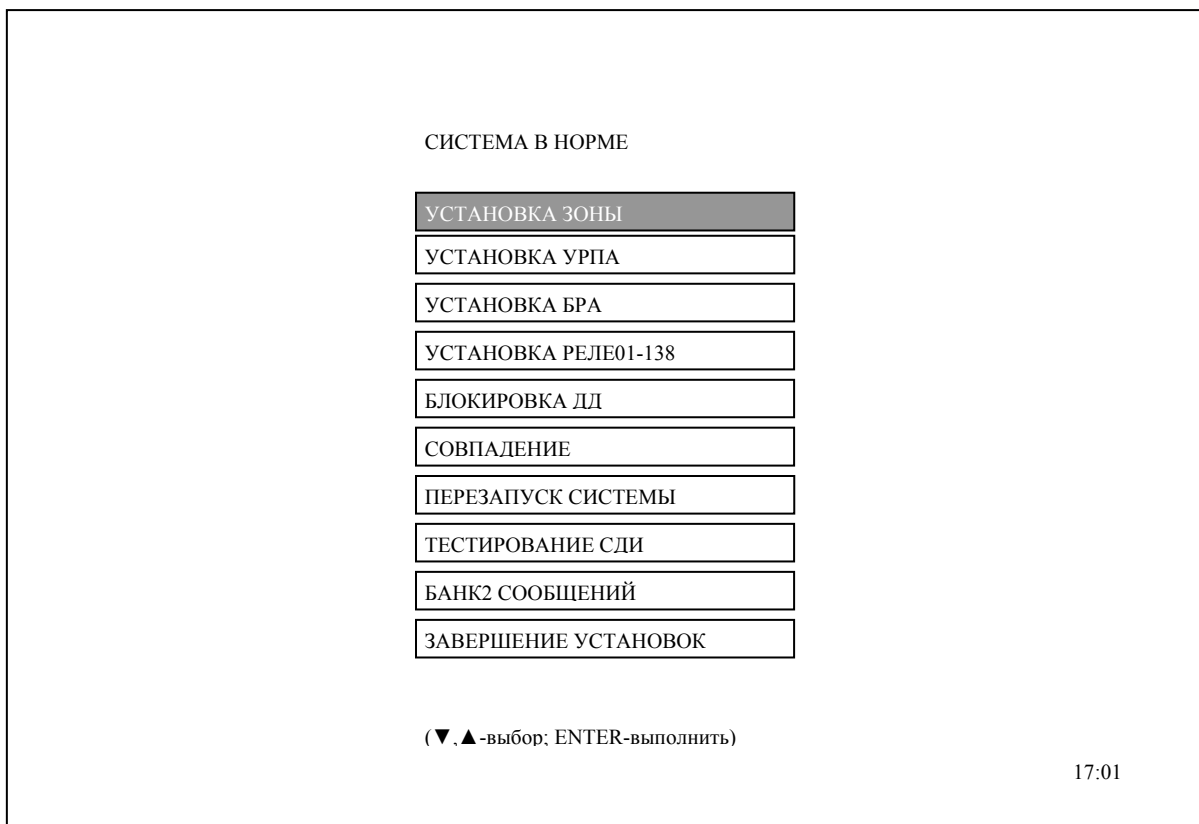 СИСТЕМА В НОРМЕ
УСТАНОВКА ЗОНЫ
УСТАНОВКА УРПА
УСТАНОВКА БРА
УСТАНОВКА РЕЛЕ01-138
БЛОКИРОВКА ДД
СОВПАДЕНИЕ
ПЕРЕЗАПУСК СИСТЕМЫ
ТЕСТИРОВАНИЕ СДИ
БАНК2 СООБЩЕНИЙ
ЗАВЕРШЕНИЕ УСТАНОВОК
(▼,▲-выбор; ENTER-выполнить)
17:01